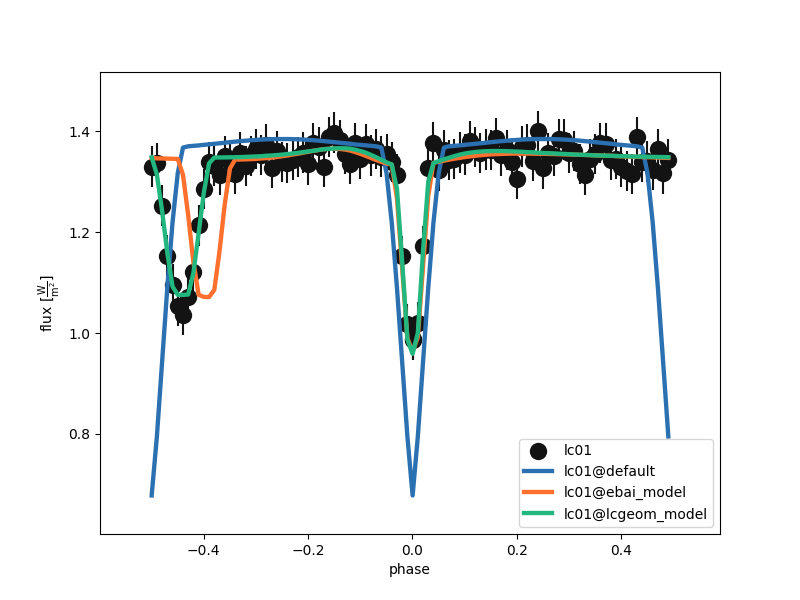 1.4
1.2
1.0
0.8
flux [W/m²]
−0.4 −0.2 0.0 0.2 0.4
phase
lc01
lc01@default
lc01@ebai_model
lc01@lcgeom_model